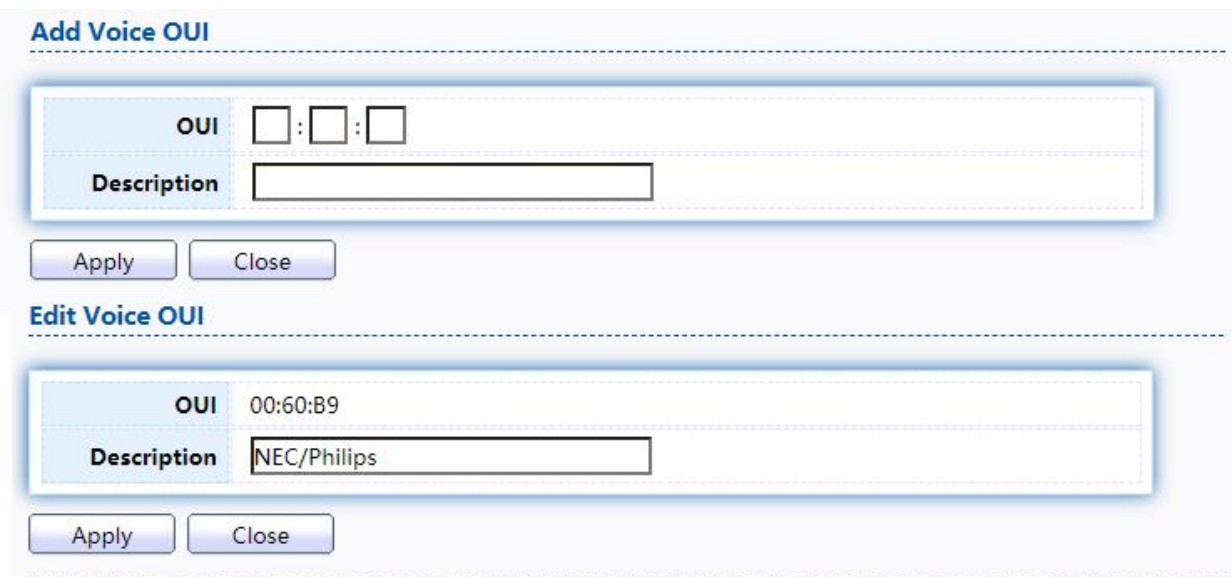 Add Voice OUI
OUI : :
Description
Apply Close
Edit Voice OUI
OUI 00:60:B9
Description NEC/Philips
Apply Close